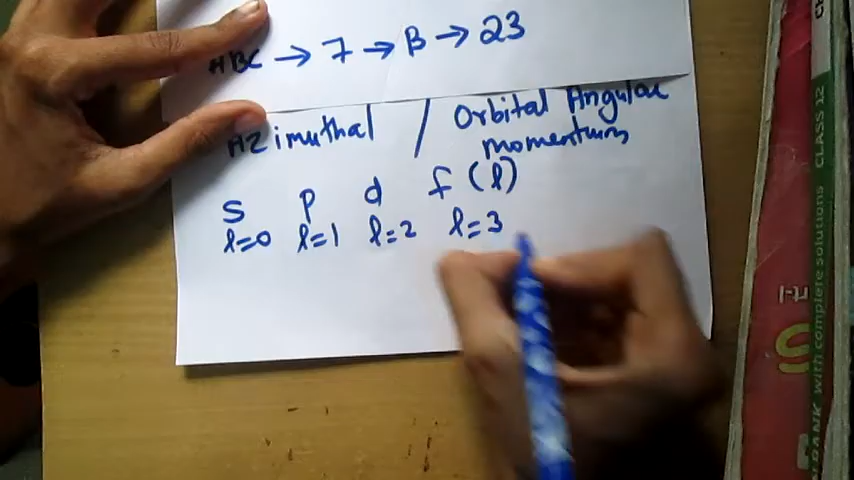 ABC → 7 → B → 23
Azimuthal / Orbital Angular
momentum
s p d f (l)
l=0 l=1 l=2 l=3
CLASS 12
with complete solutions